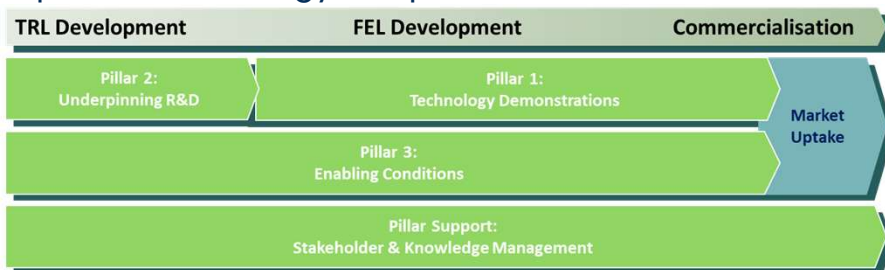 TRL Development FEL Development Commercialisation
Pillar 2:
Underpinning R&D
Pillar 1:
Technology Demonstrations
Market
Uptake
Pillar 3:
Enabling Conditions
Pillar Support:
Stakeholder & Knowledge Management